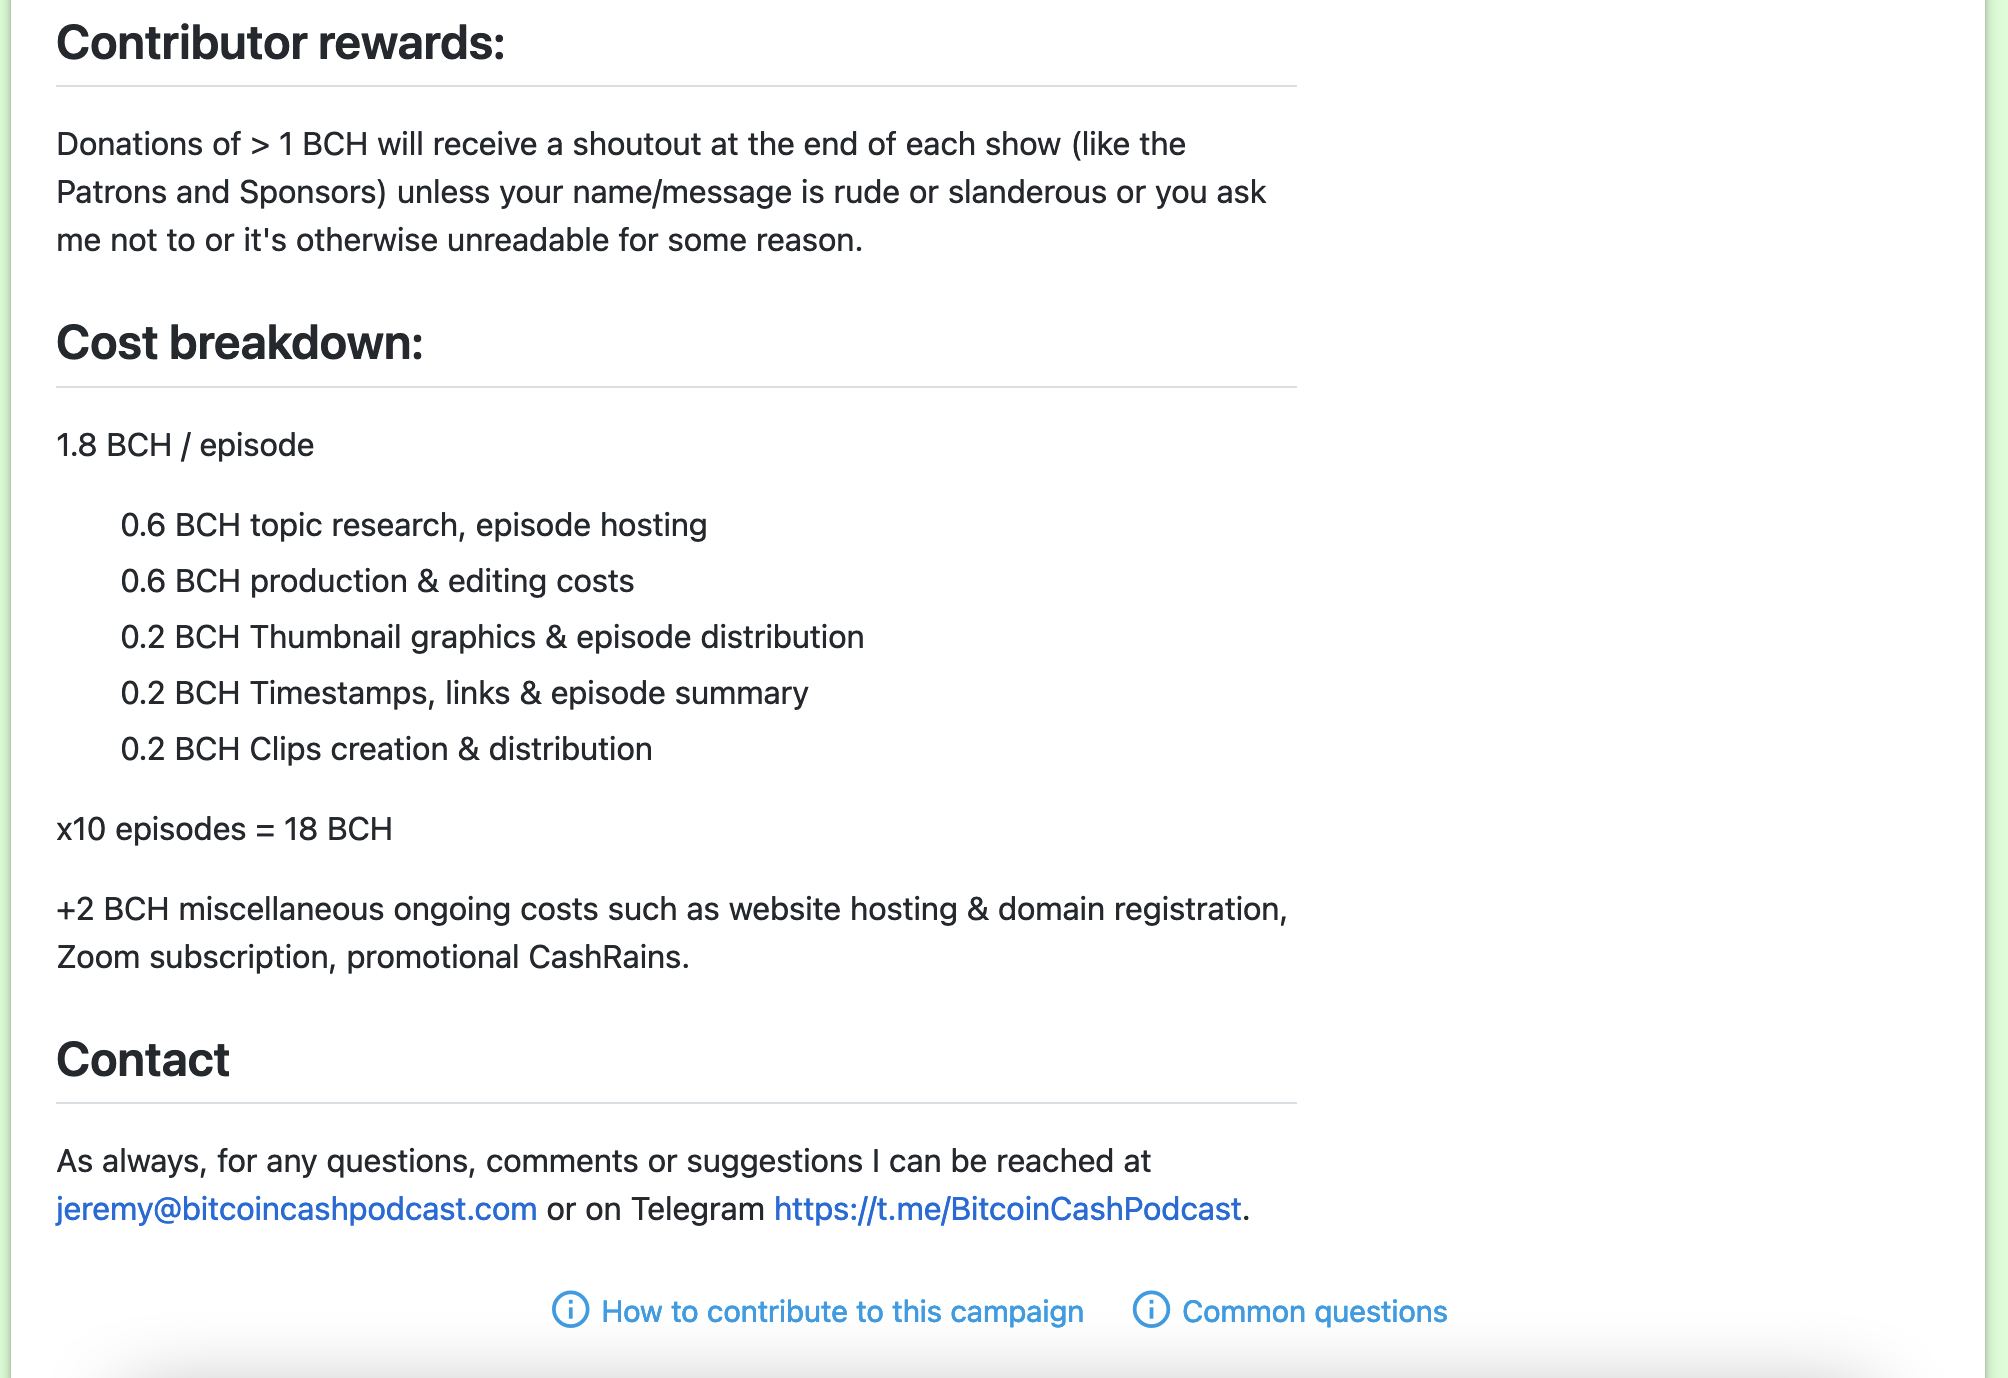 Contributor rewards:
Donations of > 1 BCH will receive a shoutout at the end of each show (like the
Patrons and Sponsors) unless your name/message is rude or slanderous or you ask
me not to or it's otherwise unreadable for some reason.
Cost breakdown:
1.8 BCH / episode
0.6 BCH topic research, episode hosting
0.6 BCH production & editing costs
0.2 BCH Thumbnail graphics & episode distribution
0.2 BCH Timestamps, links & episode summary
0.2 BCH Clips creation & distribution
x10 episodes = 18 BCH
+2 BCH miscellaneous ongoing costs such as website hosting & domain registration,
Zoom subscription, promotional CashRains.
Contact
As always, for any questions, comments or suggestions I can be reached at
jeremy@bitcoincashpodcast.com or on Telegram https://t.me/BitcoinCashPodcast.
How to contribute to this campaign Common questions